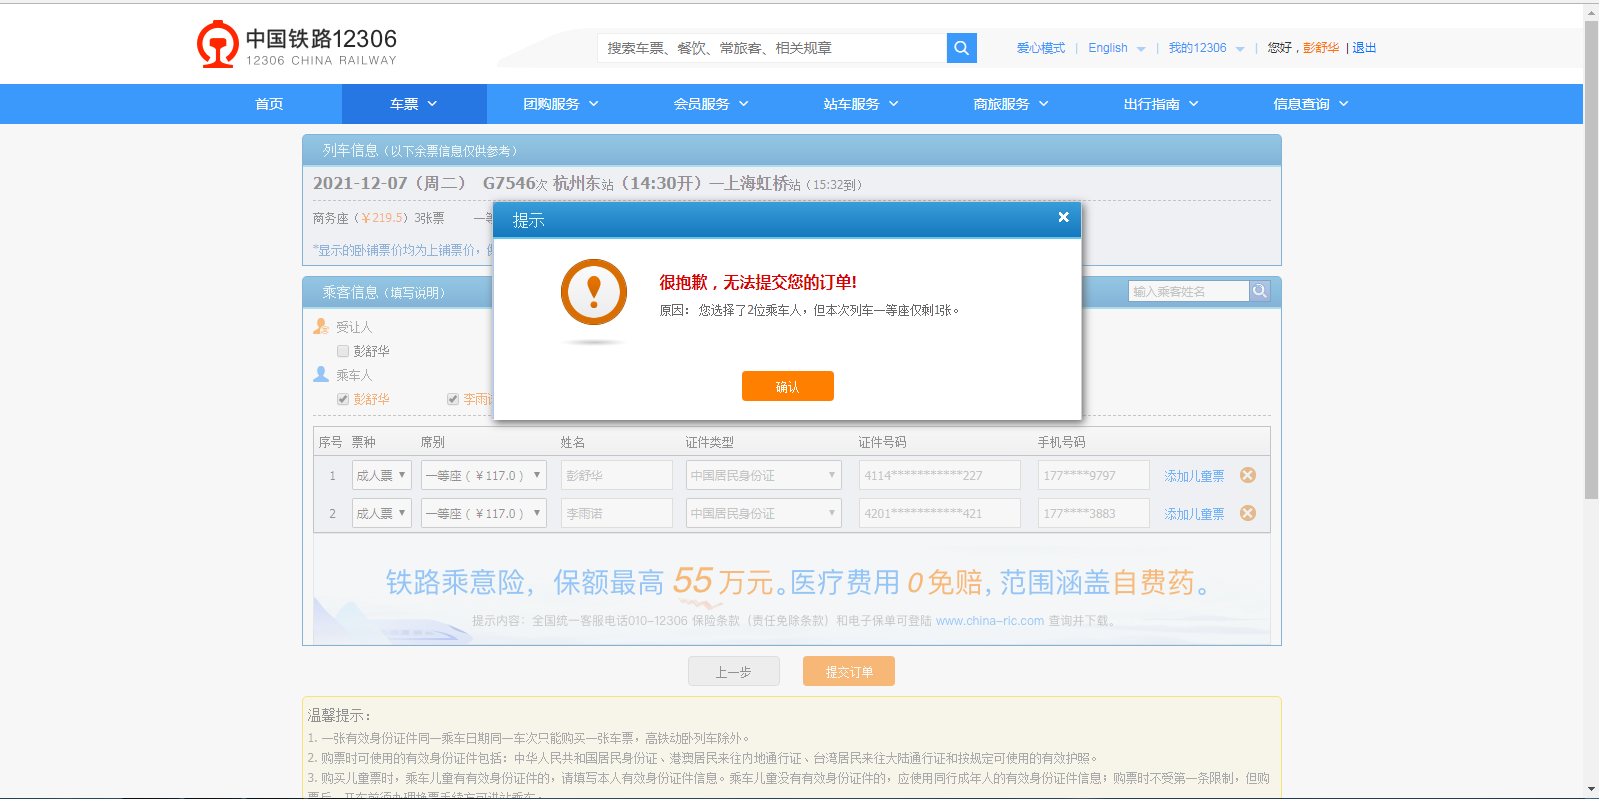 中国铁路12306
12306 CHINA RAILWAY
搜索车票、餐饮、常旅客、相关规章
爱心模式 | English | 我的12306 | 您好，彭舒华 | 退出
首页 车票 团购服务 会员服务 站车服务 商旅服务 出行指南 信息查询
列车信息（以下余票信息仅供参考）
2021-12-07（周二） G7546次 杭州东站（14:30开）—上海虹桥站（15:32到）
商务座（￥219.5）3张票 一等
*显示的卧铺票价均为上铺票价，
提示
很抱歉，无法提交您的订单!
原因： 您选择了2位乘车人，但本次列车一等座仅剩1张。
确认
乘客信息（填写说明） 输入乘客姓名
受让人
彭舒华
乘车人
彭舒华 李雨
序号 票种 席别 姓名 证件类型 证件号码 手机号码
1 成人票 一等座（￥117.0） 彭舒华 中国居民身份证 4114***********227 177****9797 添加儿童票
2 成人票 一等座（￥117.0） 李雨诺 中国居民身份证 4201***********421 177****3883 添加儿童票
铁路乘意险，保额最高55万元。医疗费用0免赔，范围涵盖自费药。
提示内容：全国统一客服电话010-12306 保险条款（责任免除条款）和电子保单可登陆 www.china-ric.com 查询并下载。
上一步 提交订单
温馨提示：
1. 一张有效身份证件同一乘车日期同一车次只能购买一张车票，高铁动卧列车除外。
2. 购票时可使用的有效身份证件包括：中华人民共和国居民身份证、港澳居民来往内地通行证、台湾居民来往大陆通行证和按规定可使用的有效护照。
3. 购买儿童票时，乘车儿童有有效身份证件的，请填写本人有效身份证件信息。乘车儿童没有有效身份证件的，应使用同行成年人的有效身份证件信息；购票时不受第一条限制，但购